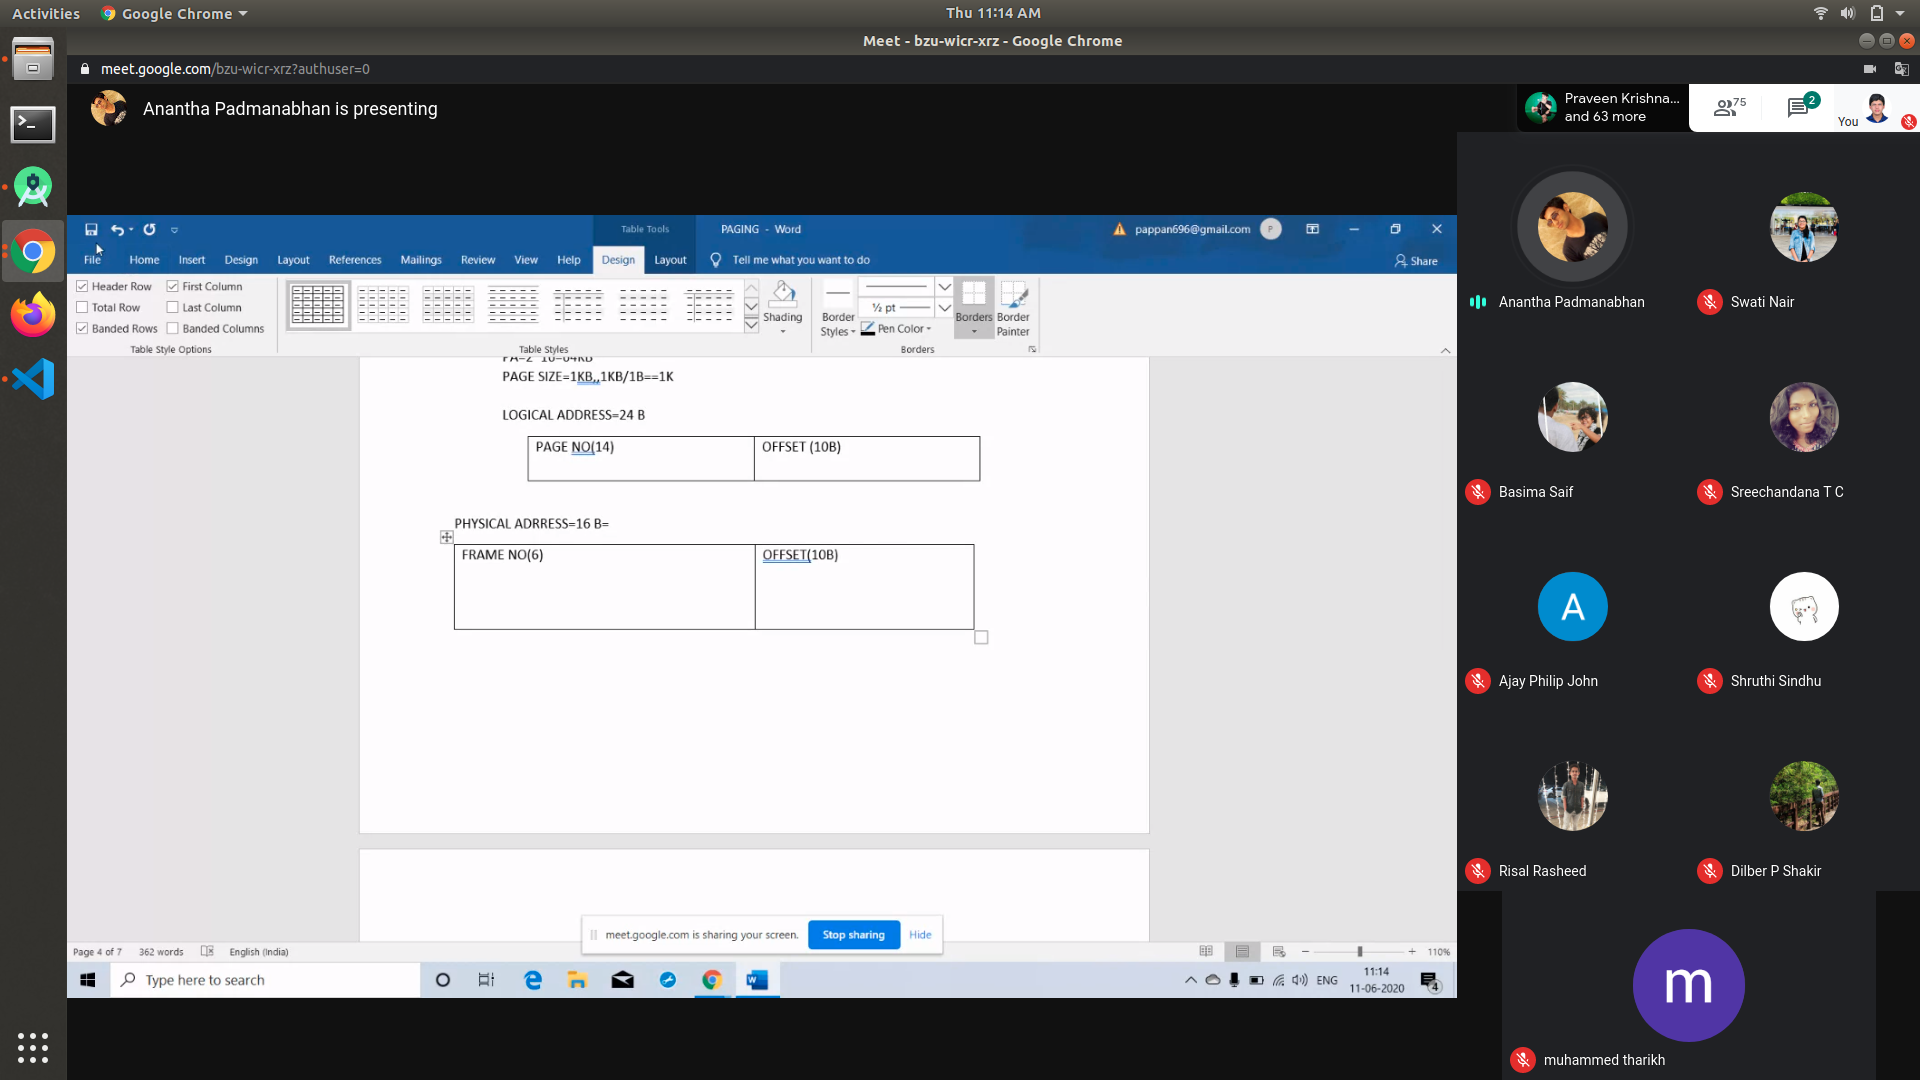 Activities
Google Chrome
Thu 11:14 AM
Meet - bzu-wicr-xrz - Google Chrome
meet.google.com/bzu-wicr-xrz?authuser=0
Anantha Padmanabhan is presenting
Praveen Krishna...
and 63 more
75
2
You
Table Tools
PAGING - Word
pappan696@gmail.com
P
File Home Insert Design Layout References Mailings Review View Help Design Layout Tell me what you want to do
Share
Header Row First Column
Total Row Last Column
Banded Rows Banded Columns
Table Style Options
Table Styles
Shading
Border
Styles
½ pt
Pen Color
Borders
Border
Painter
Borders
PA=2^16=64KB
PAGE SIZE=1KB,,1KB/1B==1K
LOGICAL ADDRESS=24 B
PAGE NO(14) OFFSET (10B)
PHYSICAL ADRRESS=16 B=
FRAME NO(6) OFFSET(10B)
meet.google.com is sharing your screen. Stop sharing Hide
Page 4 of 7 362 words English (India)
110%
Type here to search
ENG
11:14
11-06-2020
4
Anantha Padmanabhan
Swati Nair
Basima Saif
Sreechandana T C
A
Ajay Philip John
Shruthi Sindhu
Risal Rasheed
Dilber P Shakir
m
muhammed tharikh